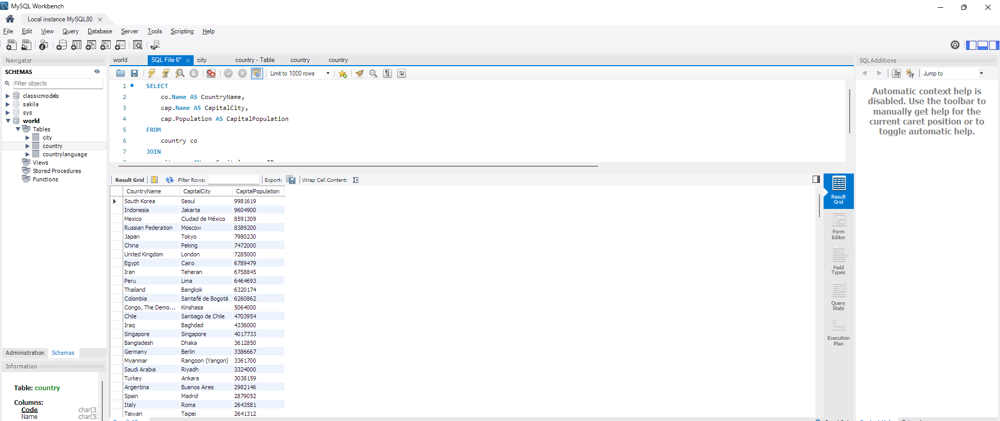 MySQL Workbench
Local instance MySQL80
File Edit View Query Database Server Tools Scripting Help
Navigator
SCHEMAS
Filter objects
classicmodels
sakila
sys
world
Tables
city
country
countrylanguage
Views
Stored Procedures
Functions
Administration Schemas
Information
Table: country
Columns:
Code char(3)
Name
world SQL File 6* city country - Table country country
Limit to 1000 rows
1 SELECT
2 co.Name AS CountryName,
3 cap.Name AS CapitalCity,
4 cap.Population AS CapitalPopulation
5 FROM
6 country co
7 JOIN
Result Grid Filter Rows: Export: Wrap Cell Content:
CountryName CapitalCity CapitalPopulation
South Korea Seoul 9981619
Indonesia Jakarta 9604900
Mexico Ciudad de México 8591309
Russian Federation Moscow 8389200
Japan Tokyo 7980230
China Peking 7472000
United Kingdom London 7285000
Egypt Cairo 6789479
Iran Teheran 6758845
Peru Lima 6464693
Thailand Bangkok 6320174
Colombia Santafé de Bogotá 6260862
Congo, The Demo... Kinshasa 5064000
Chile Santiago de Chile 4703954
Iraq Baghdad 4336000
Singapore Singapore 4017733
Bangladesh Dhaka 3612850
Germany Berlin 3386667
Myanmar Rangoon (Yangon) 3361700
Saudi Arabia Riyadh 3324000
Turkey Ankara 3038159
Argentina Buenos Aires 2982146
Spain Madrid 2879052
Italy Roma 2643581
Taiwan Taipei 2641312
Result
Grid
Form
Editor
Field
Types
Query
Stats
Execution
Plan
SQLAdditions
Jump to
Automatic context help is
disabled. Use the toolbar to
manually get help for the
current caret position or to
toggle automatic help.